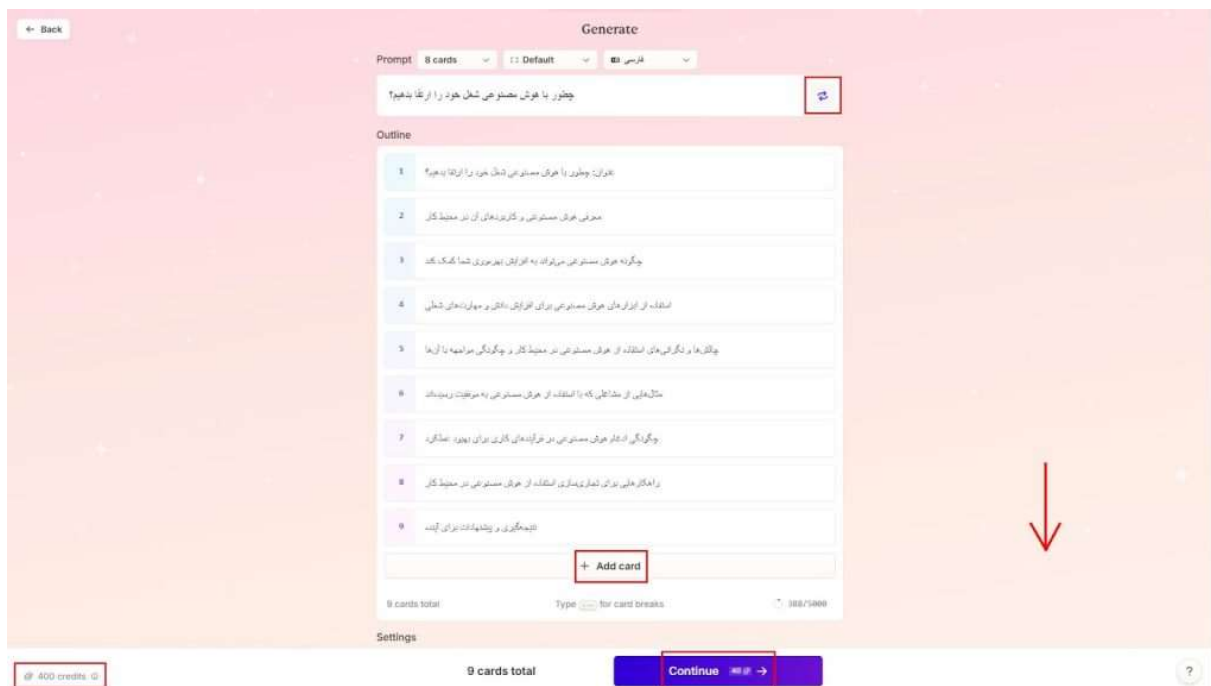 ← Back
Generate
Prompt 8 cards Default فارسی
چطور با هوش مصنوعی شغل خود را ارتقا بدهیم؟
Outline
1 عنوان: چطور با هوش مصنوعی شغل خود را ارتقا بدهیم؟
2 معرفی هوش مصنوعی و کاربردهای آن در محیط کار
3 چگونه هوش مصنوعی می‌تواند به افزایش بهره‌وری شما کمک کند
4 استفاده از ابزارهای هوش مصنوعی برای افزایش دانش و مهارت‌های شغلی
5 چالش‌ها و نگرانی‌های استفاده از هوش مصنوعی در محیط کار و چگونگی مواجهه با آن‌ها
6 مثال‌هایی از مشاغلی که با استفاده از هوش مصنوعی به موفقیت رسیده‌اند
7 چگونگی ادغام هوش مصنوعی در فرآیندهای کاری برای بهبود عملکرد
8 راهکارهایی برای تجاری‌سازی استفاده از هوش مصنوعی در محیط کار
9 نتیجه‌گیری و پیشنهادات برای آینده
+ Add card
9 cards total Type --- for card breaks 388/5000
Settings
400 credits 9 cards total Continue 40 → ?